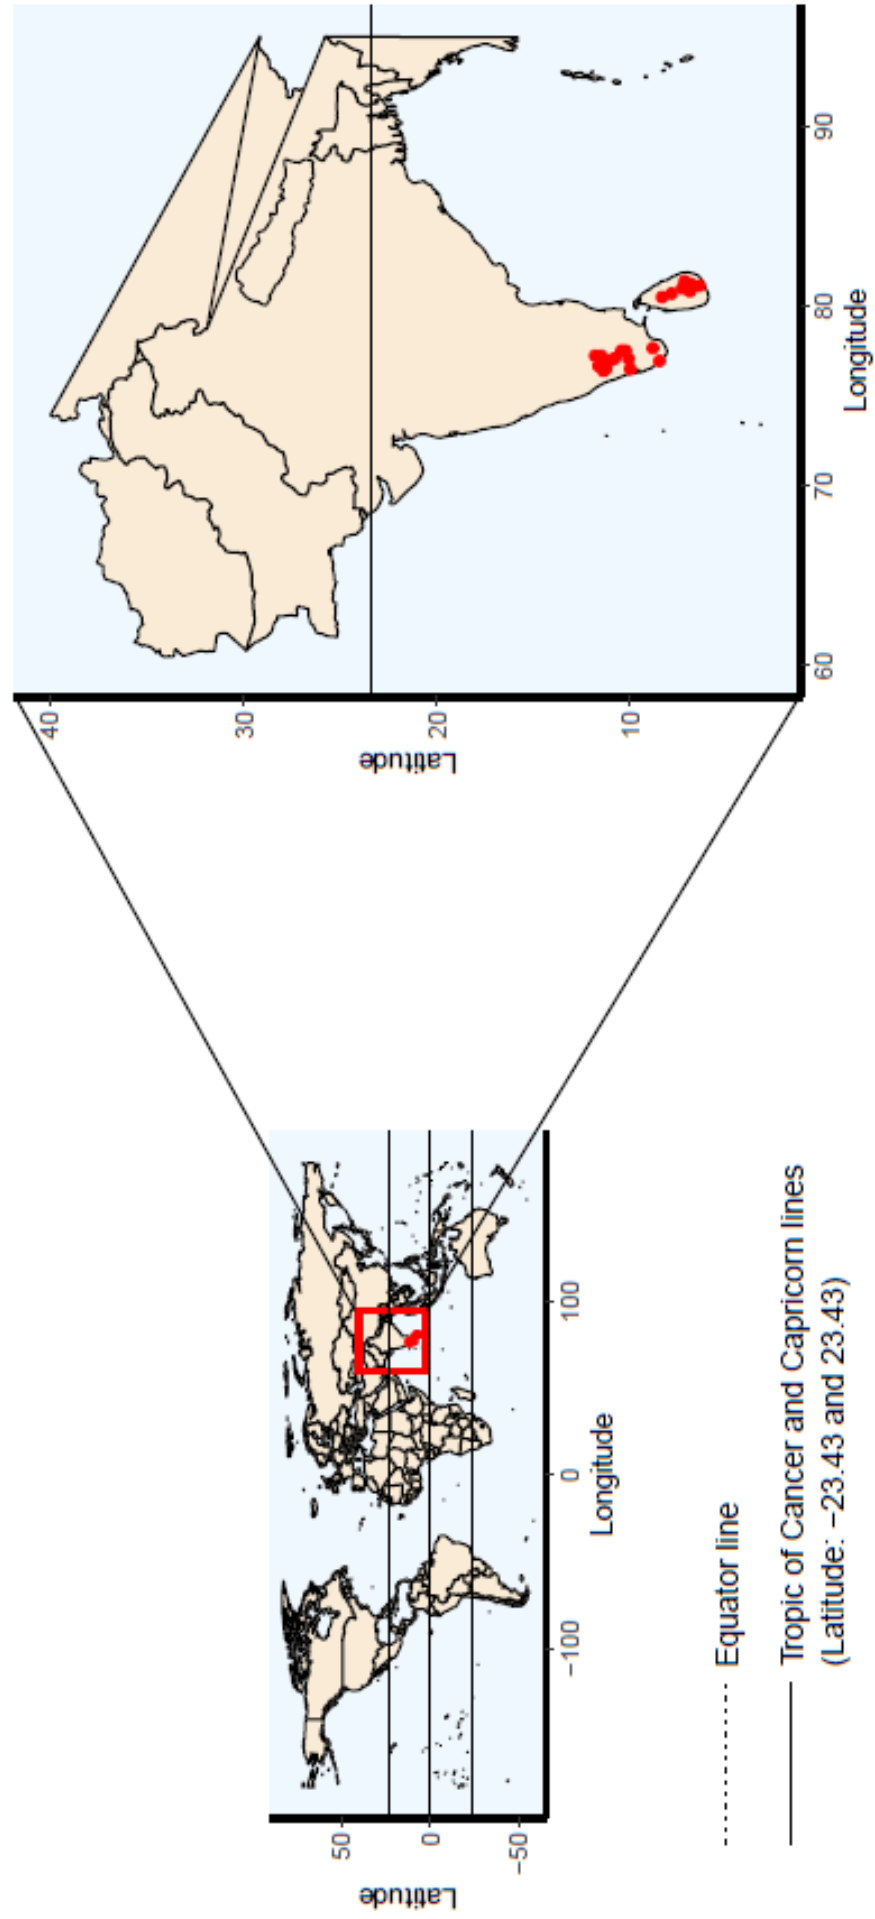 Latitude
50
0
−50
−100
0
100
Longitude
Equator line
Tropic of Cancer and Capricorn lines
(Latitude: −23.43 and 23.43)
Latitude
40
30
20
10
60
70
80
90
Longitude